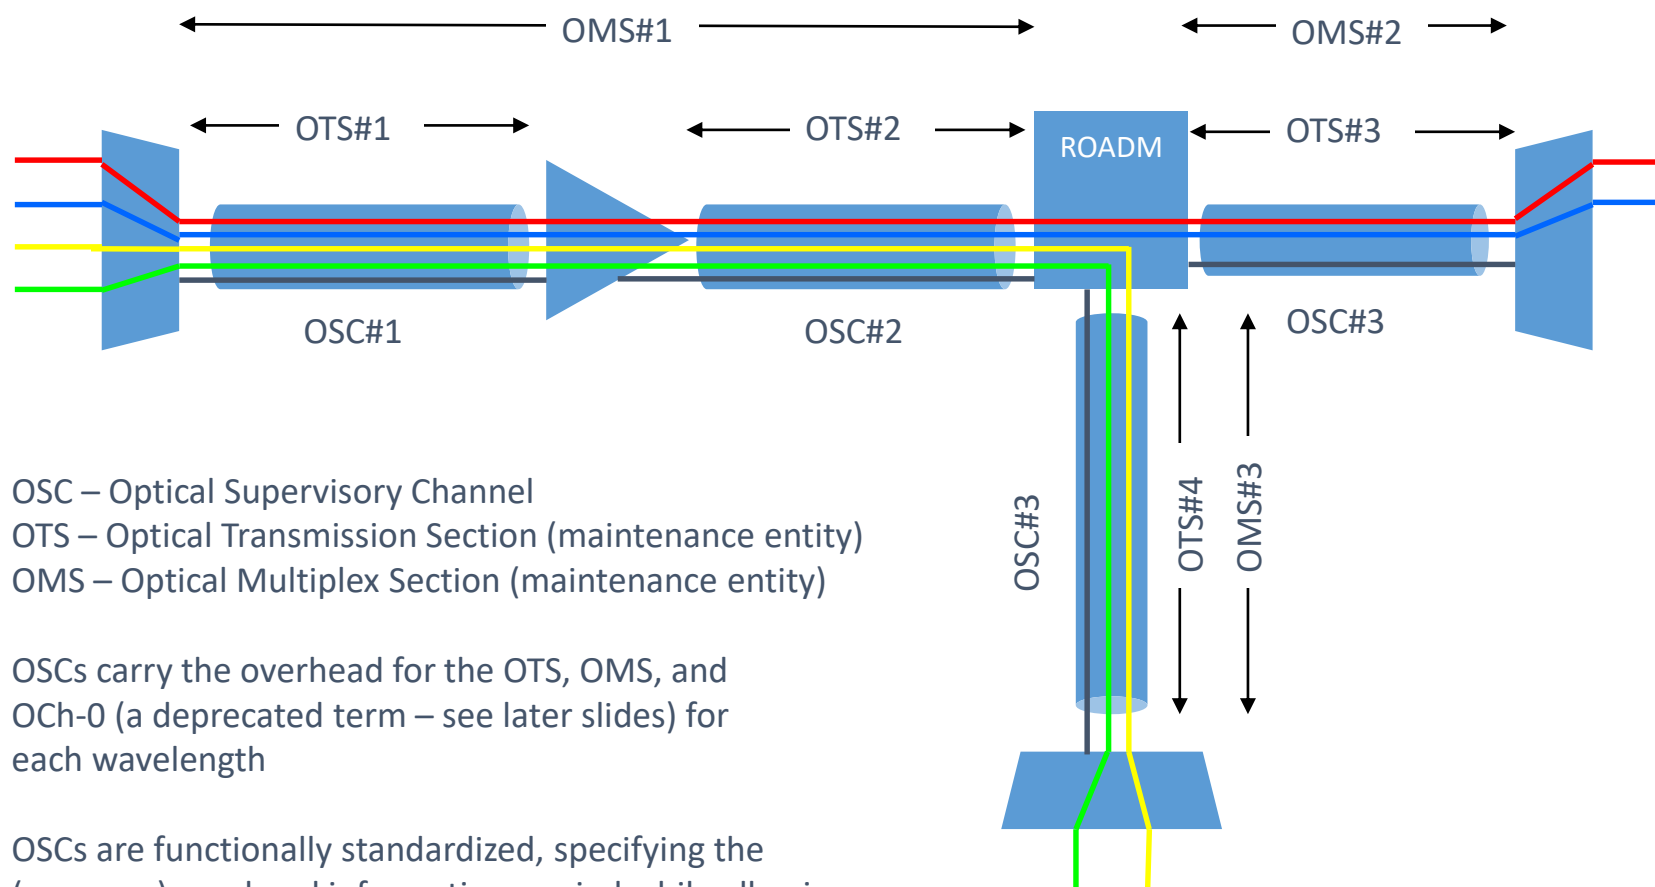 OMS#1
OMS#2
OTS#1
OTS#2
OTS#3
ROADM
OSC#1
OSC#2
OSC#3
OSC#3
OTS#4
OMS#3
OSC – Optical Supervisory Channel
OTS – Optical Transmission Section (maintenance entity)
OMS – Optical Multiplex Section (maintenance entity)
OSCs carry the overhead for the OTS, OMS, and
OCh-0 (a deprecated term – see later slides) for
each wavelength
OSCs are functionally standardized, specifying the